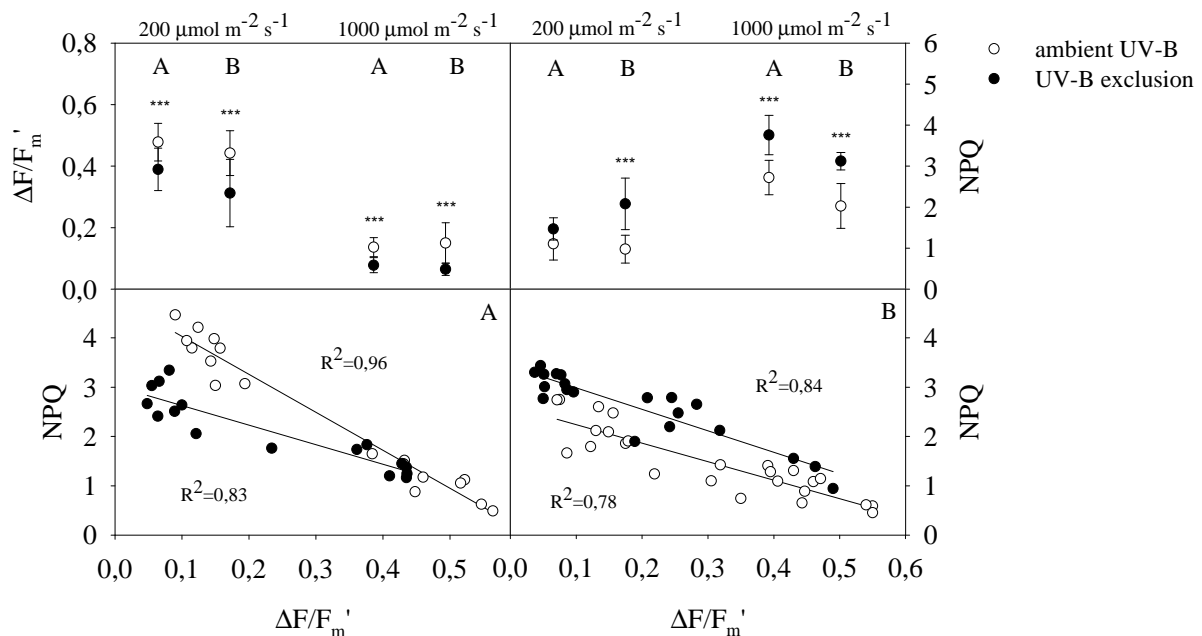 200 μmol m⁻² s⁻¹ 1000 μmol m⁻² s⁻¹ 200 μmol m⁻² s⁻¹ 1000 μmol m⁻² s⁻¹
0,8 6 ambient UV-B
A B A B A B A B
5 UV-B exclusion
*** *** *** *** *** *** ***
0,6 4
0,4 3
0,2 2
1
0,0 0
ΔF/Fm' NPQ
A B
4 4
R²=0,96 R²=0,84
3 3
2 2
R²=0,83 R²=0,78
1 1
0 0
NPQ NPQ
0,0 0,1 0,2 0,3 0,4 0,5 0,0 0,1 0,2 0,3 0,4 0,5 0,6
ΔF/Fm' ΔF/Fm'